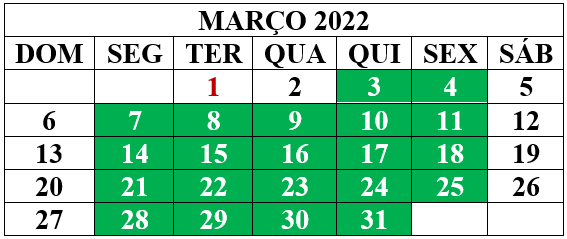 MARÇO 2022
DOM SEG TER QUA QUI SEX SÁB
1 2 3 4 5
6 7 8 9 10 11 12
13 14 15 16 17 18 19
20 21 22 23 24 25 26
27 28 29 30 31